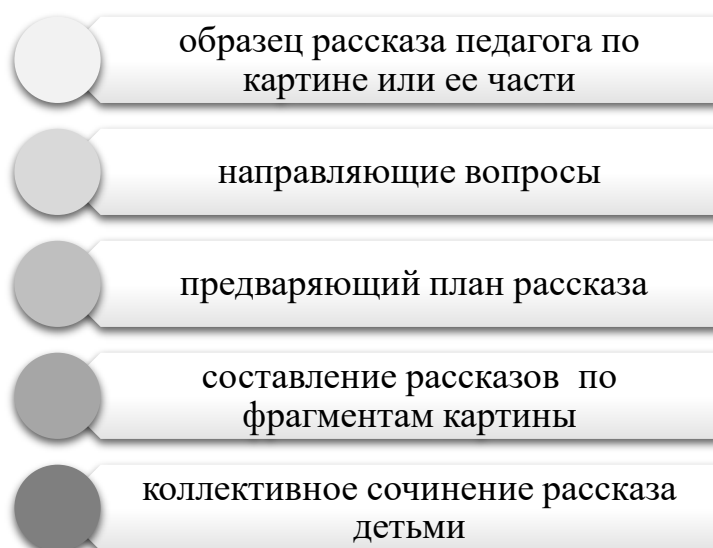 образец рассказа педагога по
картине или ее части
направляющие вопросы
предваряющий план рассказа
составление рассказов  по
фрагментам картины
коллективное сочинение рассказа
детьми